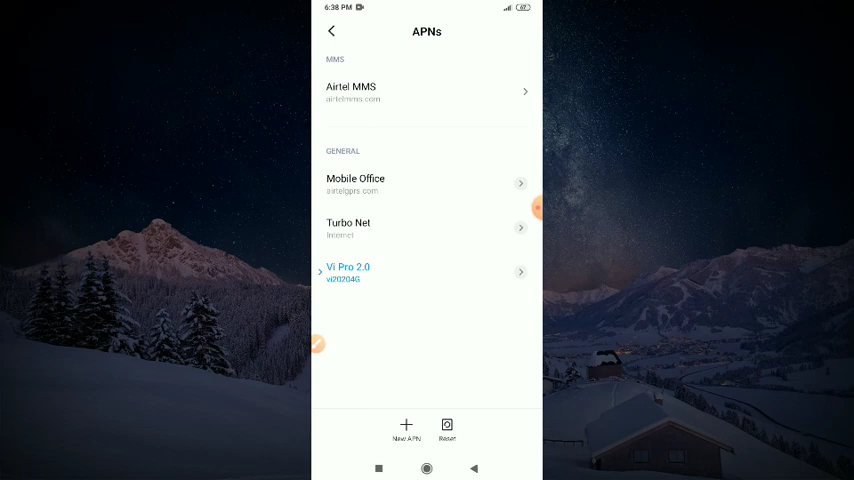 6:38 PM
67
APNs
MMS
Airtel MMS
airtelmms.com
GENERAL
Mobile Office
airtelgprs.com
Turbo Net
Internet
Vi Pro 2.0
vi20204G
New APN
Reset